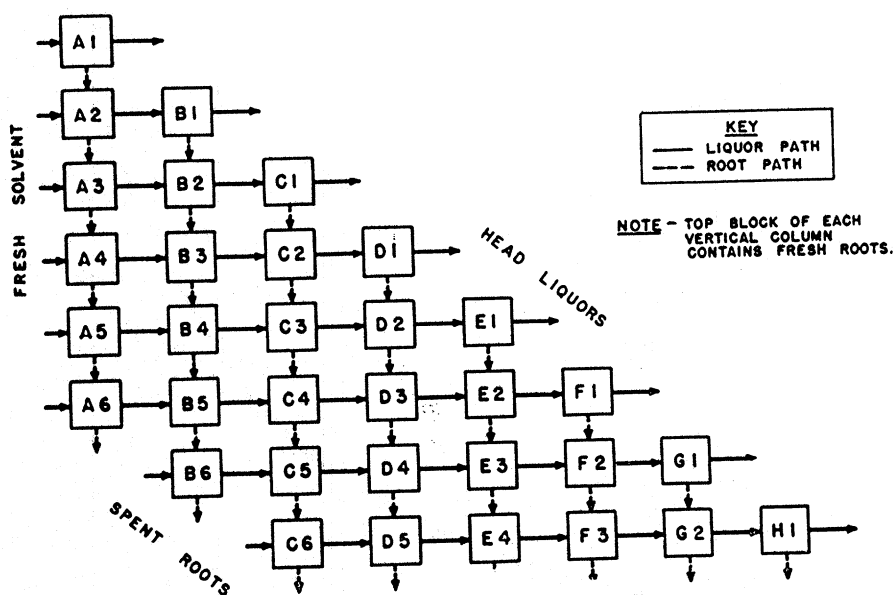 A1
A2 B1
KEY
LIQUOR PATH
ROOT PATH
FRESH SOLVENT
A3 B2 C1
NOTE - TOP BLOCK OF EACH
VERTICAL COLUMN
CONTAINS FRESH ROOTS.
A4 B3 C2 D1
HEAD LIQUORS
A5 B4 C3 D2 E1
A6 B5 C4 D3 E2 F1
B6 C5 D4 E3 F2 G1
SPENT ROOTS
C6 D5 E4 F3 G2 H1